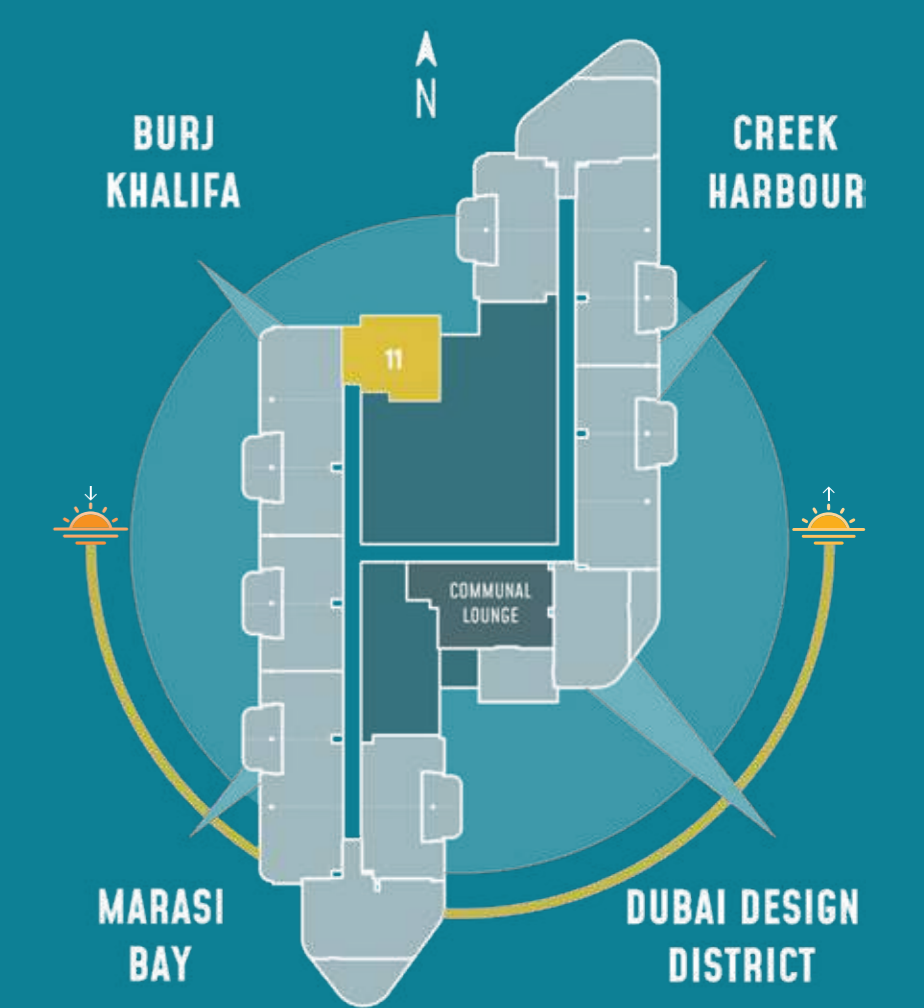 N
BURJ
KHALIFA
CREEK
HARBOUR
11
COMMUNAL
LOUNGE
MARASI
BAY
DUBAI DESIGN
DISTRICT